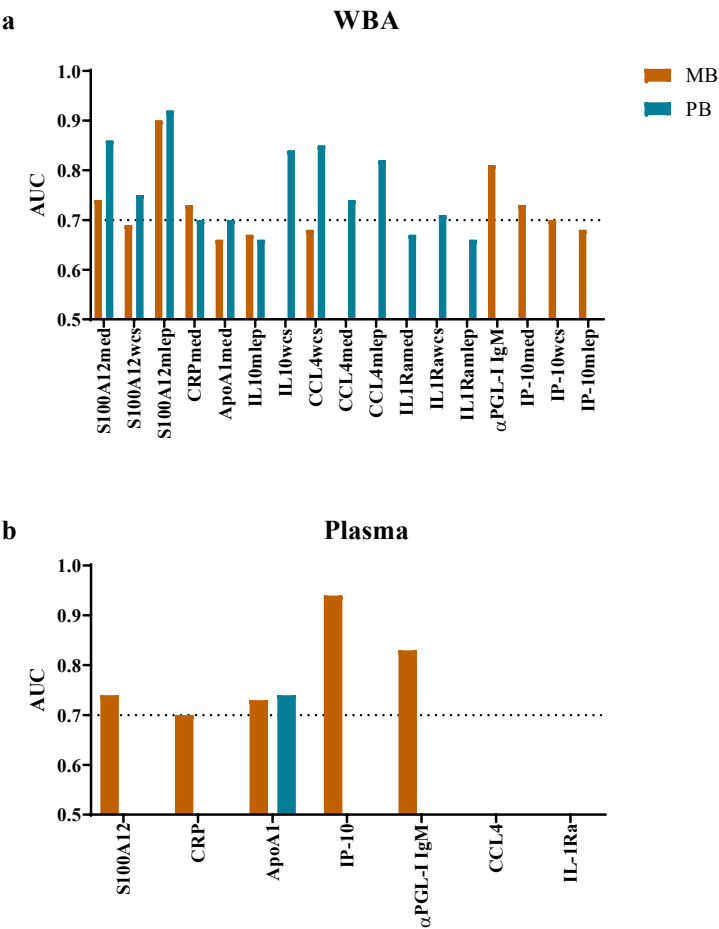 a
WBA
MB
PB
AUC
1.0
0.9
0.8
0.7
0.6
0.5
S100A12med
S100A12wcs
S100A12mlep
CRPmed
ApoA1med
IL10mlep
IL10wcs
CCL4wcs
CCL4med
CCL4mlep
IL1Ramed
IL1Rawcs
IL1Ramlep
αPGL-I IgM
IP-10med
IP-10wcs
IP-10mlep
b
Plasma
AUC
1.0
0.9
0.8
0.7
0.6
0.5
S100A12
CRP
ApoA1
IP-10
αPGL-I IgM
CCL4
IL-1Ra